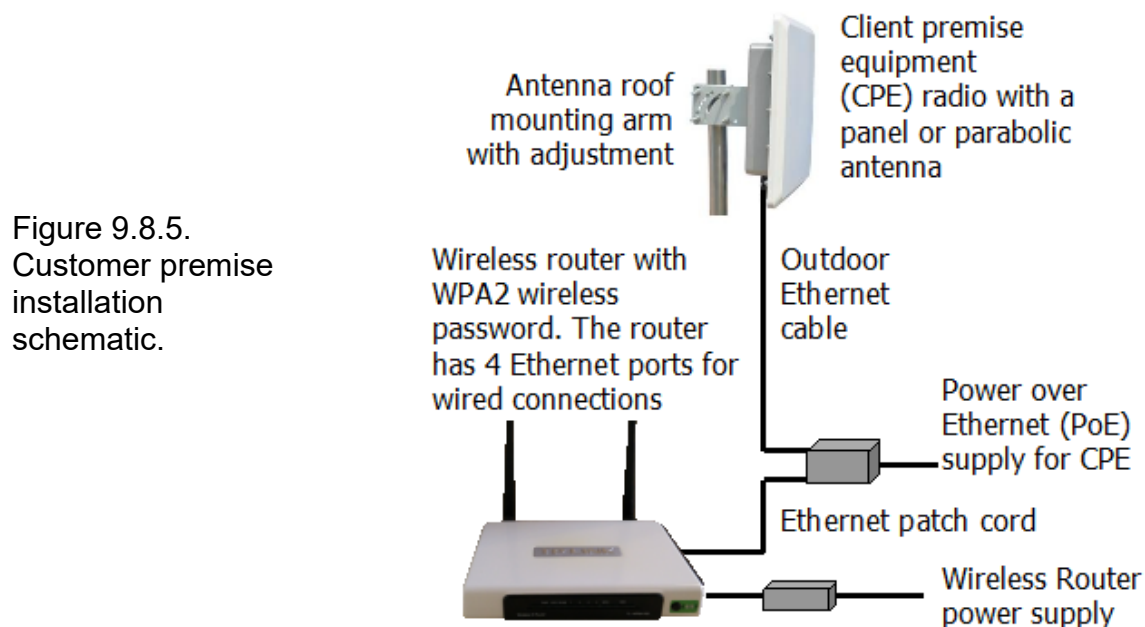 Figure 9.8.5.
Customer premise
installation
schematic.
Antenna roof
mounting arm
with adjustment
Client premise
equipment
(CPE) radio with a
panel or parabolic
antenna
Wireless router with
WPA2 wireless
password. The router
has 4 Ethernet ports for
wired connections
Outdoor
Ethernet
cable
Power over
Ethernet (PoE)
supply for CPE
Ethernet patch cord
Wireless Router
power supply